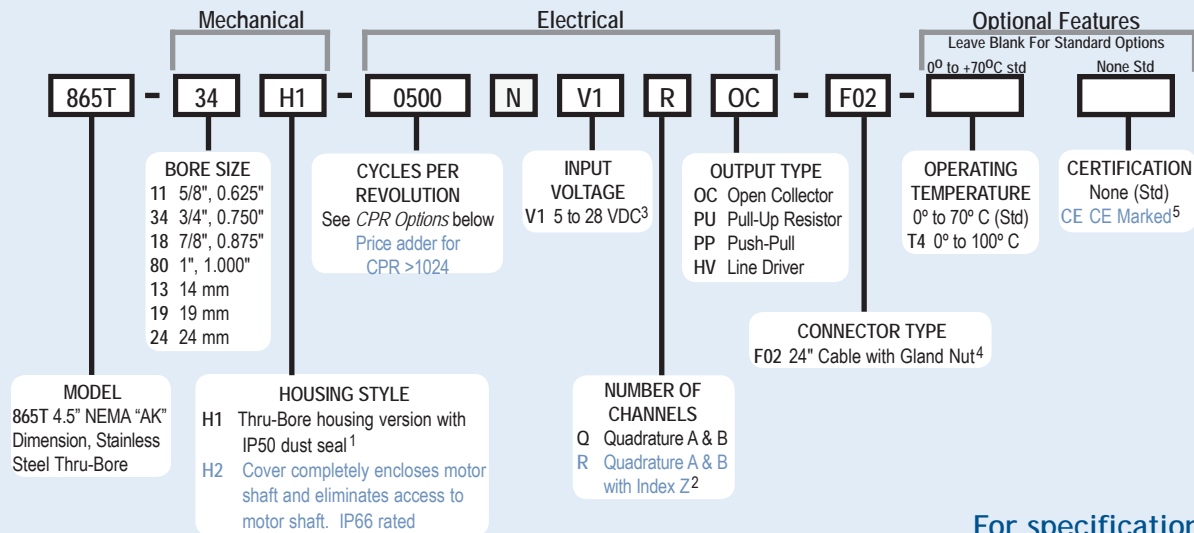 Mechanical
Electrical
Optional Features
Leave Blank For Standard Options
0º to +70ºC std
None Std
865T - 34 H1 - 0500 N V1 R OC - F02 -
BORE SIZE
11 5/8", 0.625"
34 3/4", 0.750"
18 7/8", 0.875"
80 1", 1.000"
13 14 mm
19 19 mm
24 24 mm
CYCLES PER
REVOLUTION
See CPR Options below
Price adder for
CPR >1024
INPUT
VOLTAGE
V1 5 to 28 VDC3
OUTPUT TYPE
OC Open Collector
PU Pull-Up Resistor
PP Push-Pull
HV Line Driver
OPERATING
TEMPERATURE
0º to 70º C (Std)
T4 0º to 100º C
CERTIFICATION
None (Std)
CE CE Marked5
CONNECTOR TYPE
F02 24" Cable with Gland Nut4
MODEL
865T 4.5” NEMA “AK”
Dimension, Stainless
Steel Thru-Bore
HOUSING STYLE
H1 Thru-Bore housing version with
IP50 dust seal1
H2 Cover completely encloses motor
shaft and eliminates access to
motor shaft. IP66 rated
NUMBER OF
CHANNELS
Q Quadrature A & B
R Quadrature A & B
with Index Z2
For specification